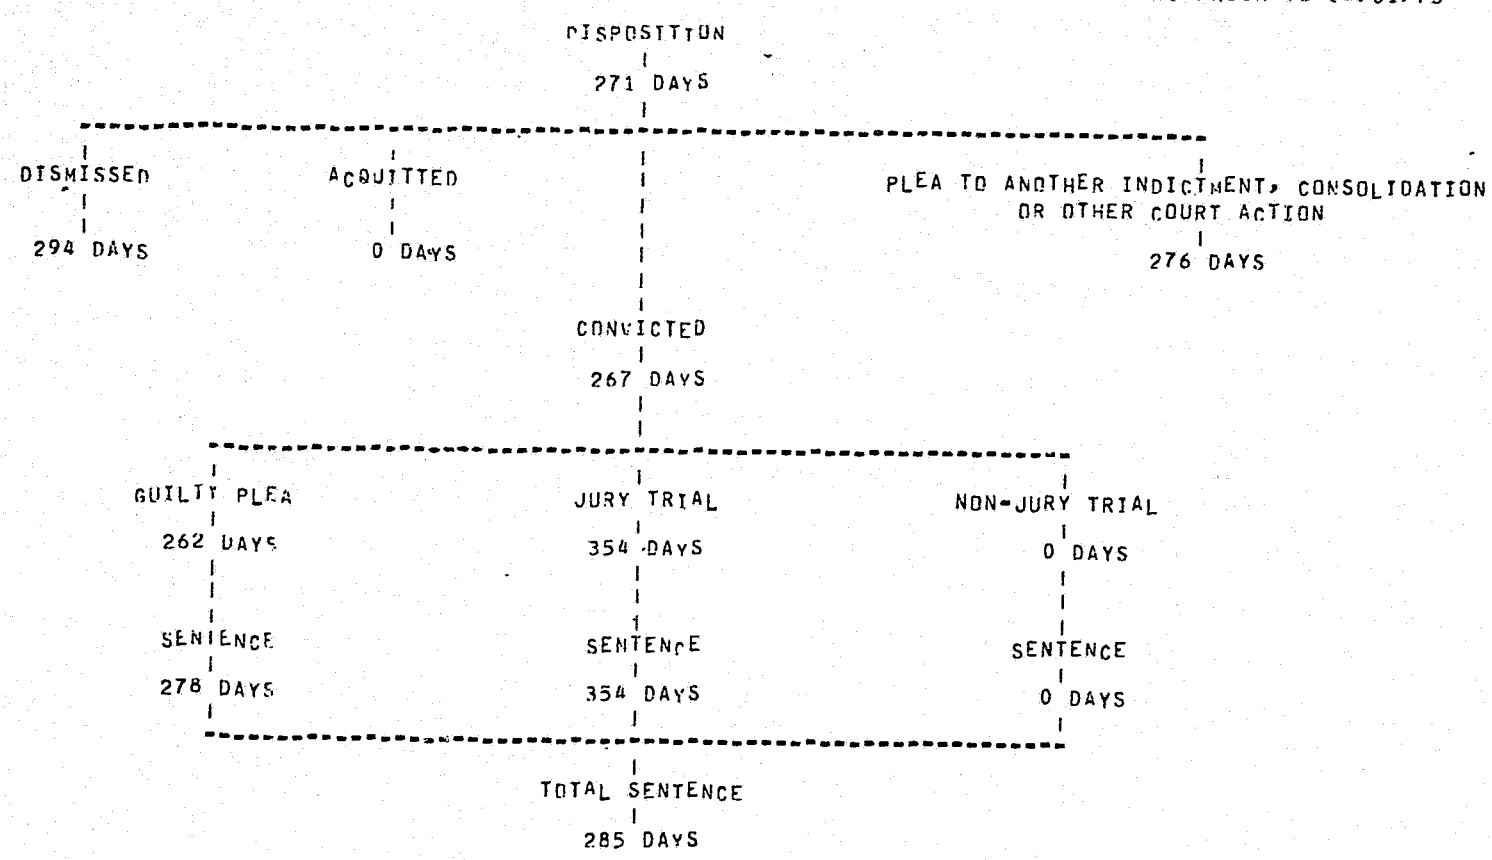 DISPOSITION
271 DAYS
DISMISSED
ACQUITTED
PLEA TO ANOTHER INDICTMENT, CONSOLIDATION
OR OTHER COURT ACTION
294 DAYS
0 DAYS
276 DAYS
CONVICTED
267 DAYS
GUILTY PLEA
JURY TRIAL
NON-JURY TRIAL
262 DAYS
354 DAYS
0 DAYS
SENTENCE
SENTENCE
SENTENCE
278 DAYS
354 DAYS
0 DAYS
TOTAL SENTENCE
285 DAYS